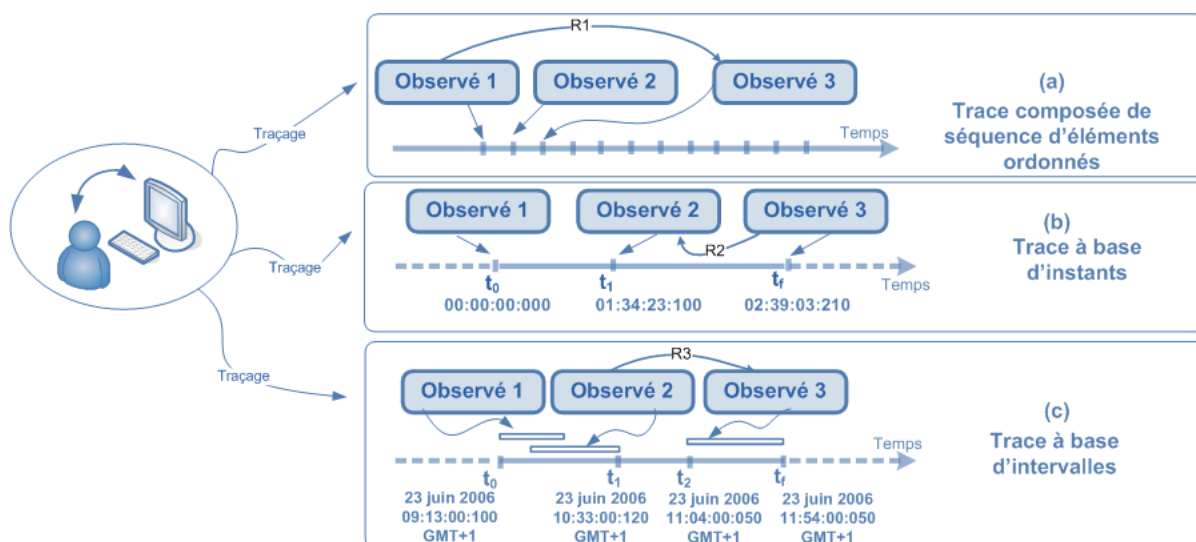 Traçage
Traçage
Traçage
R1
Observé 1
Observé 2
Observé 3
Temps
(a)
Trace composée de
séquence d'éléments
ordonnés
Observé 1
Observé 2
Observé 3
R2
t0
t1
tf
Temps
00:00:00:000
01:34:23:100
02:39:03:210
(b)
Trace à base
d'instants
R3
Observé 1
Observé 2
Observé 3
Temps
t0
t1
t2
tf
23 juin 2006
09:13:00:100
GMT+1
23 juin 2006
10:33:00:120
GMT+1
23 juin 2006
11:04:00:050
GMT+1
23 juin 2006
11:54:00:050
GMT+1
(c)
Trace à base
d'intervalles